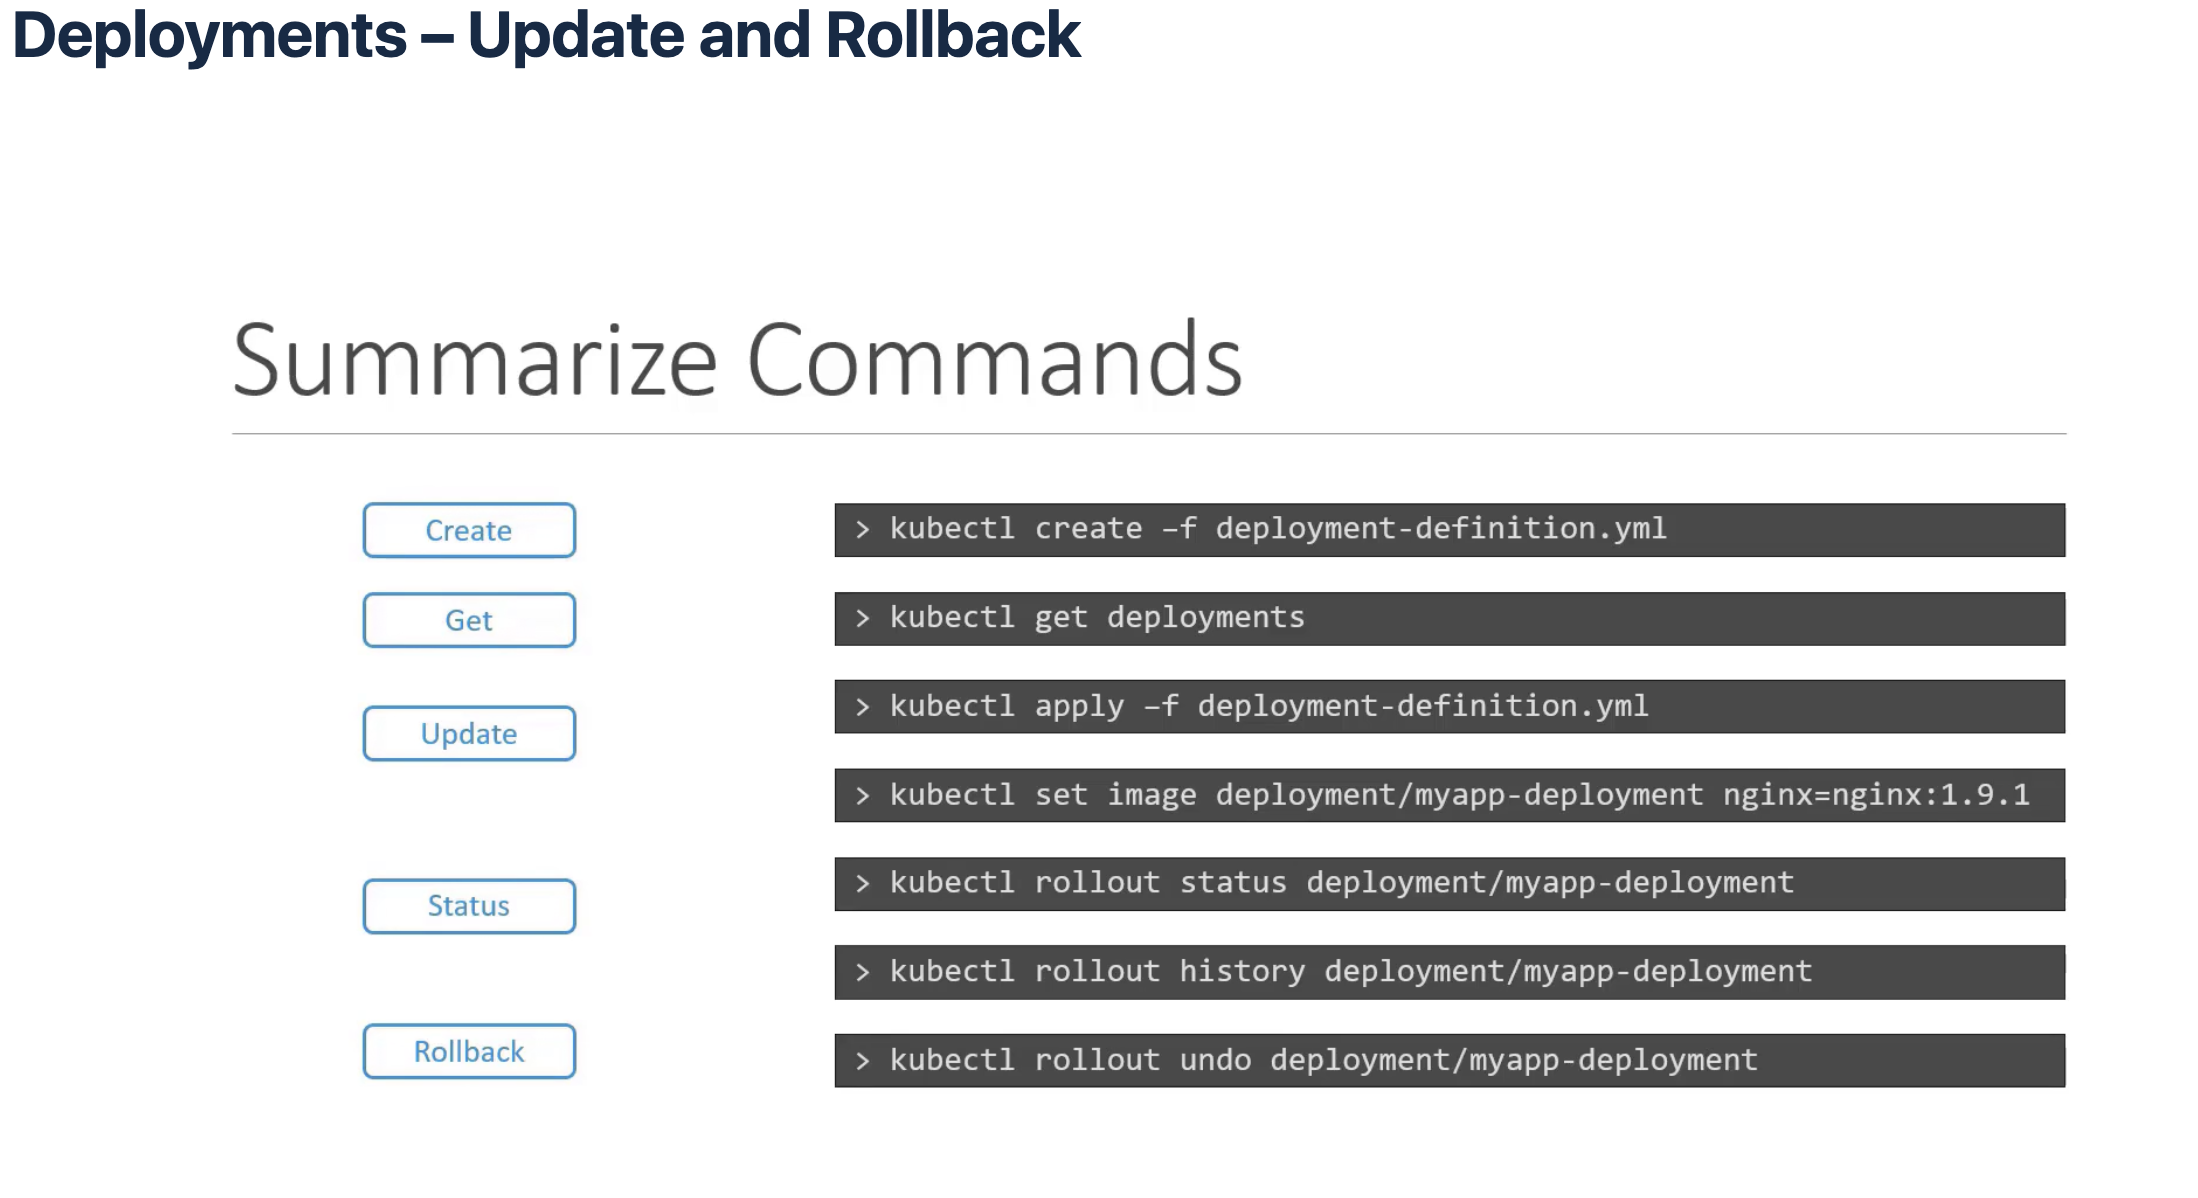 Deployments – Update and Rollback
Summarize Commands
Create
> kubectl create –f deployment-definition.yml
Get
> kubectl get deployments
Update
> kubectl apply –f deployment-definition.yml
> kubectl set image deployment/myapp-deployment nginx=nginx:1.9.1
Status
> kubectl rollout status deployment/myapp-deployment
> kubectl rollout history deployment/myapp-deployment
Rollback
> kubectl rollout undo deployment/myapp-deployment